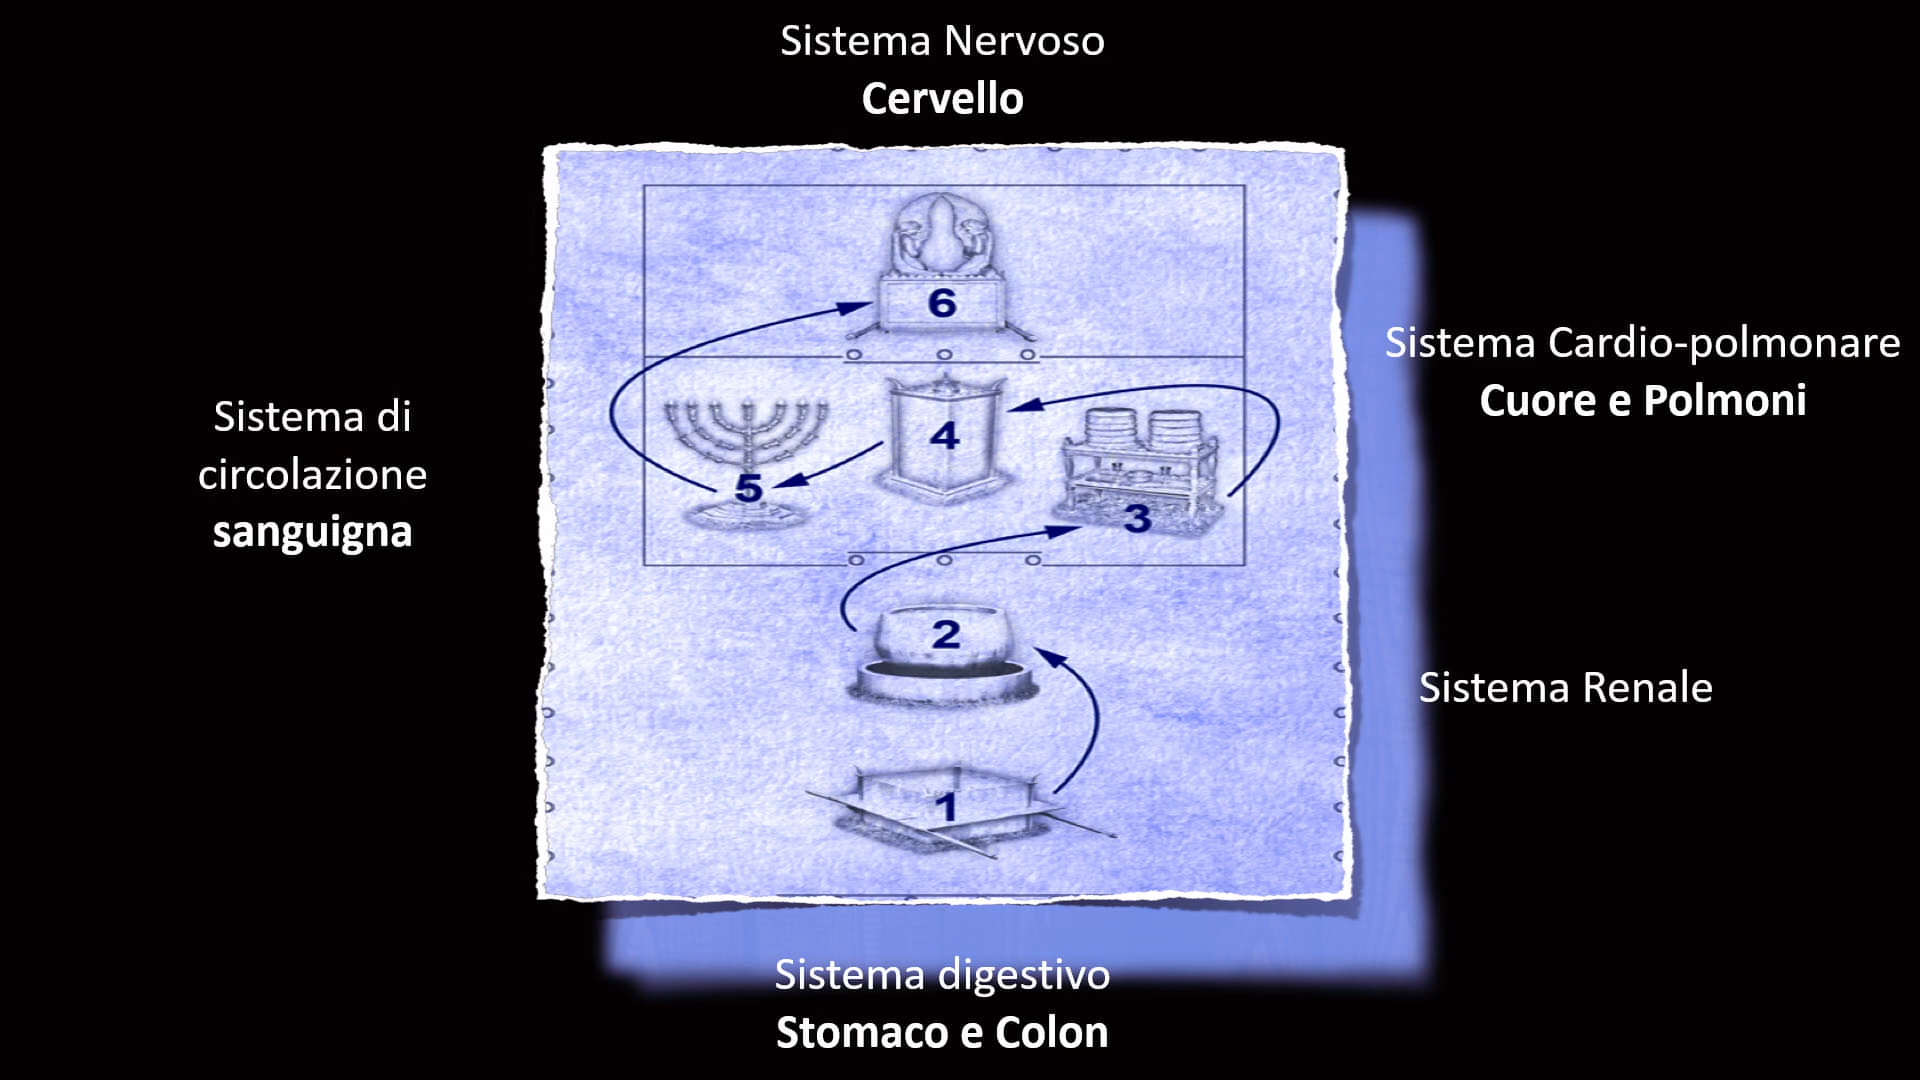 Sistema Nervoso
Cervello
6
Sistema Cardio-polmonare
Cuore e Polmoni
Sistema di
circolazione
sanguigna
4
5
3
2
Sistema Renale
1
Sistema digestivo
Stomaco e Colon